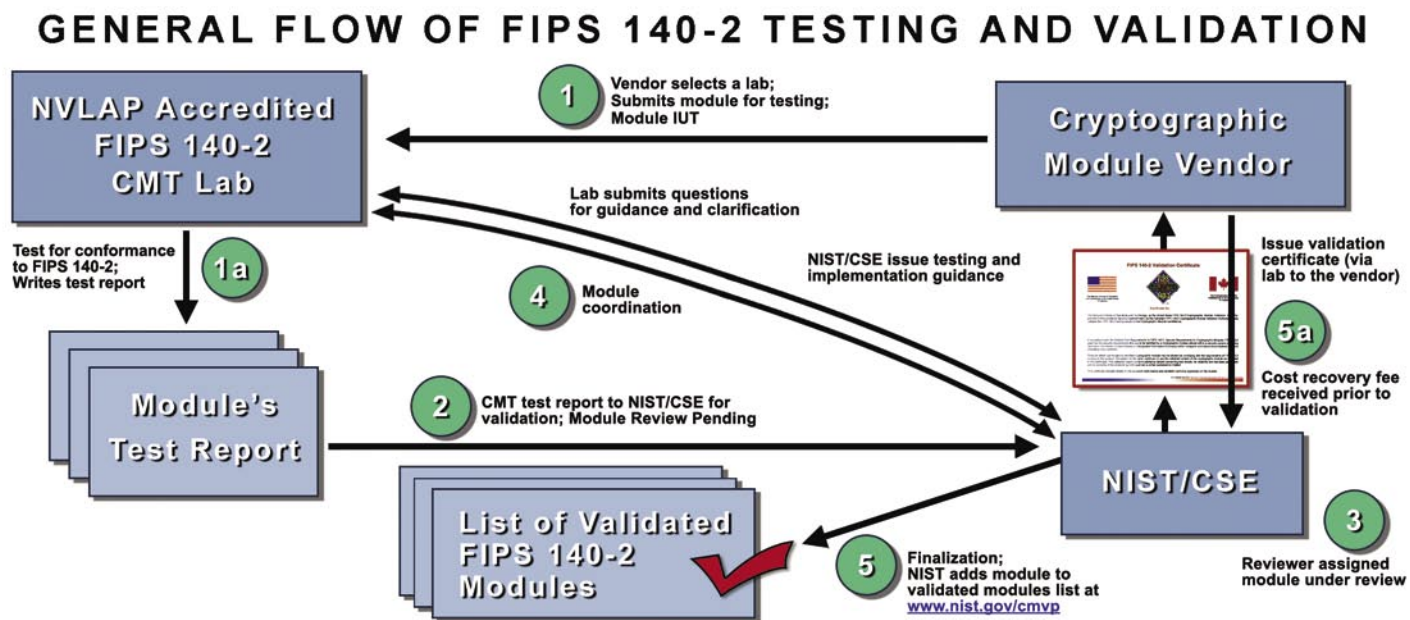 GENERAL FLOW OF FIPS 140-2 TESTING AND VALIDATION
NVLAP Accredited
FIPS 140-2
CMT Lab
1
Vendor selects a lab;
Submits module for testing;
Module IUT
Cryptographic
Module Vendor
Lab submits questions
for guidance and clarification
Test for conformance
to FIPS 140-2;
Writes test report
1a
NIST/CSE issue testing and
implementation guidance
4
Module
coordination
FIPS 140-2 Validation Certificate
Issue validation
certificate (via
lab to the vendor)
5a
Cost recovery fee
received prior to
validation
Module's
Test Report
2
CMT test report to NIST/CSE for
validation; Module Review Pending
NIST/CSE
List of Validated
FIPS 140-2
Modules
5
Finalization;
NIST adds module to
validated modules list at
www.nist.gov/cmvp
3
Reviewer assigned
module under review